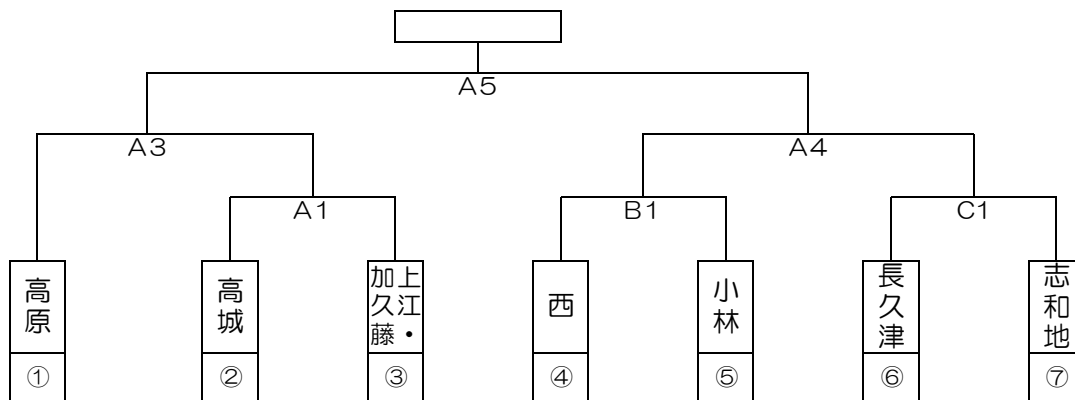 A5
A3
A4
A1
B1
C1
高原
高城
上江・
加久藤
西
小林
長久津
志和地
①
②
③
④
⑤
⑥
⑦